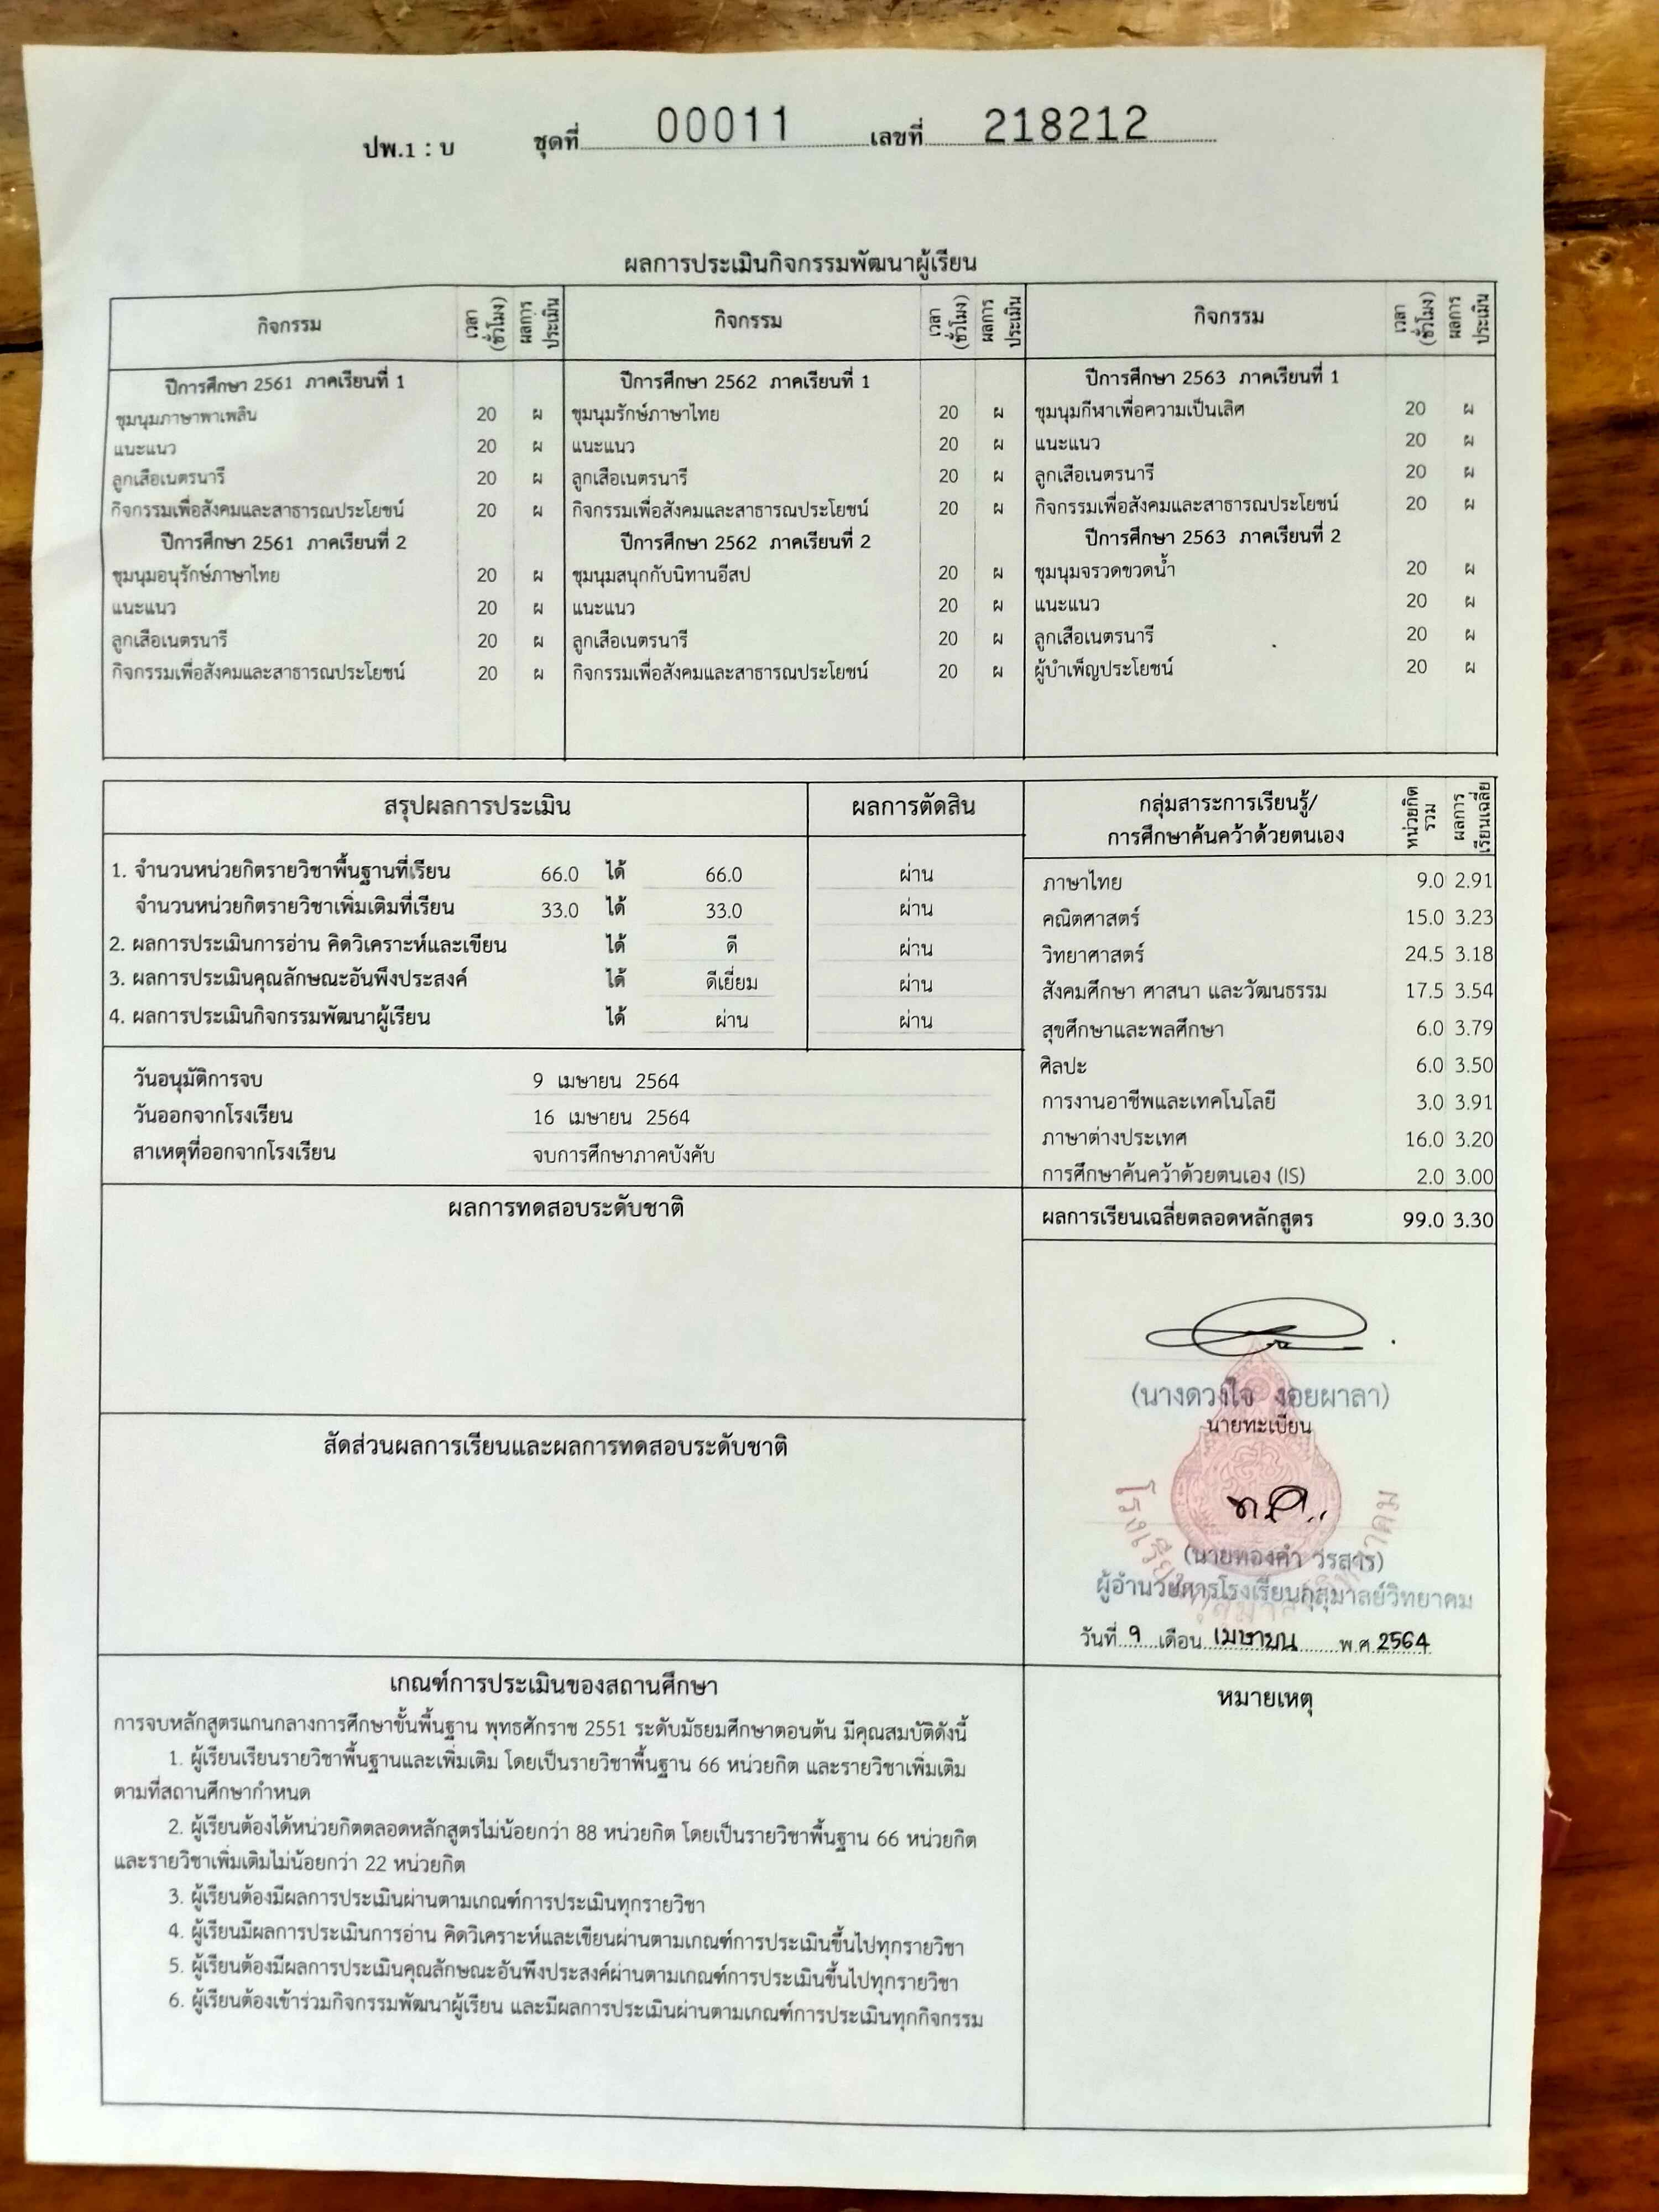 ปพ.1 : บ ชุดที่ 00011 เลขที่ 218212
ผลการประเมินกิจกรรมพัฒนาผู้เรียน
กิจกรรม เวลา (ชั่วโมง) ผลการประเมิน กิจกรรม เวลา (ชั่วโมง) ผลการประเมิน กิจกรรม เวลา (ชั่วโมง) ผลการประเมิน
ปีการศึกษา 2561 ภาคเรียนที่ 1 ปีการศึกษา 2562 ภาคเรียนที่ 1 ปีการศึกษา 2563 ภาคเรียนที่ 1
ชุมนุมภาษาพาเพลิน 20 ผ ชุมนุมรักษ์ภาษาไทย 20 ผ ชุมนุมกีฬาเพื่อความเป็นเลิศ 20 ผ
แนะแนว 20 ผ แนะแนว 20 ผ แนะแนว 20 ผ
ลูกเสือเนตรนารี 20 ผ ลูกเสือเนตรนารี 20 ผ ลูกเสือเนตรนารี 20 ผ
กิจกรรมเพื่อสังคมและสาธารณประโยชน์ 20 ผ กิจกรรมเพื่อสังคมและสาธารณประโยชน์ 20 ผ กิจกรรมเพื่อสังคมและสาธารณประโยชน์ 20 ผ
ปีการศึกษา 2561 ภาคเรียนที่ 2 ปีการศึกษา 2562 ภาคเรียนที่ 2 ปีการศึกษา 2563 ภาคเรียนที่ 2
ชุมนุมอนุรักษ์ภาษาไทย 20 ผ ชุมนุมสนุกกับนิทานอีสป 20 ผ ชุมนุมจรวดขวดน้ำ 20 ผ
แนะแนว 20 ผ แนะแนว 20 ผ แนะแนว 20 ผ
ลูกเสือเนตรนารี 20 ผ ลูกเสือเนตรนารี 20 ผ ลูกเสือเนตรนารี 20 ผ
กิจกรรมเพื่อสังคมและสาธารณประโยชน์ 20 ผ กิจกรรมเพื่อสังคมและสาธารณประโยชน์ 20 ผ ผู้บำเพ็ญประโยชน์ 20 ผ
สรุปผลการประเมิน ผลการตัดสิน
1. จำนวนหน่วยกิตรายวิชาพื้นฐานที่เรียน 66.0 ได้ 66.0 ผ่าน
จำนวนหน่วยกิตรายวิชาเพิ่มเติมที่เรียน 33.0 ได้ 33.0 ผ่าน
2. ผลการประเมินการอ่าน คิดวิเคราะห์และเขียน ได้ ดี ผ่าน
3. ผลการประเมินคุณลักษณะอันพึงประสงค์ ได้ ดีเยี่ยม ผ่าน
4. ผลการประเมินกิจกรรมพัฒนาผู้เรียน ได้ ผ่าน ผ่าน
วันอนุมัติการจบ 9 เมษายน 2564
วันออกจากโรงเรียน 16 เมษายน 2564
สาเหตุที่ออกจากโรงเรียน จบการศึกษาภาคบังคับ
กลุ่มสาระการเรียนรู้/ หน่วยกิตรวม ผลการเรียนเฉลี่ย
การศึกษาค้นคว้าด้วยตนเอง
ภาษาไทย 9.0 2.91
คณิตศาสตร์ 15.0 3.23
วิทยาศาสตร์ 24.5 3.18
สังคมศึกษา ศาสนา และวัฒนธรรม 17.5 3.54
สุขศึกษาและพลศึกษา 6.0 3.79
ศิลปะ 6.0 3.50
การงานอาชีพและเทคโนโลยี 3.0 3.91
ภาษาต่างประเทศ 16.0 3.20
การศึกษาค้นคว้าด้วยตนเอง (IS) 2.0 3.00
ผลการเรียนเฉลี่ยตลอดหลักสูตร 99.0 3.30
ผลการทดสอบระดับชาติ
สัดส่วนผลการเรียนและผลการทดสอบระดับชาติ
(นางดวงใจ งอยผาลา)
นายทะเบียน
(นายทองคำ วรสาร)
ผู้อำนวยการโรงเรียนกุสุมาลย์วิทยาคม
วันที่ 9 เดือน เมษายน พ.ศ. 2564
เกณฑ์การประเมินของสถานศึกษา
การจบหลักสูตรแกนกลางการศึกษาขั้นพื้นฐาน พุทธศักราช 2551 ระดับมัธยมศึกษาตอนต้น มีคุณสมบัติดังนี้
1. ผู้เรียนเรียนรายวิชาพื้นฐานและเพิ่มเติม โดยเป็นรายวิชาพื้นฐาน 66 หน่วยกิต และรายวิชาเพิ่มเติม
ตามที่สถานศึกษากำหนด
2. ผู้เรียนต้องได้หน่วยกิตตลอดหลักสูตรไม่น้อยกว่า 88 หน่วยกิต โดยเป็นรายวิชาพื้นฐาน 66 หน่วยกิต
และรายวิชาเพิ่มเติมไม่น้อยกว่า 22 หน่วยกิต
3. ผู้เรียนต้องมีผลการประเมินผ่านตามเกณฑ์การประเมินทุกรายวิชา
4. ผู้เรียนมีผลการประเมินการอ่าน คิดวิเคราะห์และเขียนผ่านตามเกณฑ์การประเมินขึ้นไปทุกรายวิชา
5. ผู้เรียนต้องมีผลการประเมินคุณลักษณะอันพึงประสงค์ผ่านตามเกณฑ์การประเมินขึ้นไปทุกรายวิชา
6. ผู้เรียนต้องเข้าร่วมกิจกรรมพัฒนาผู้เรียน และมีผลการประเมินผ่านตามเกณฑ์การประเมินทุกกิจกรรม
หมายเหตุ